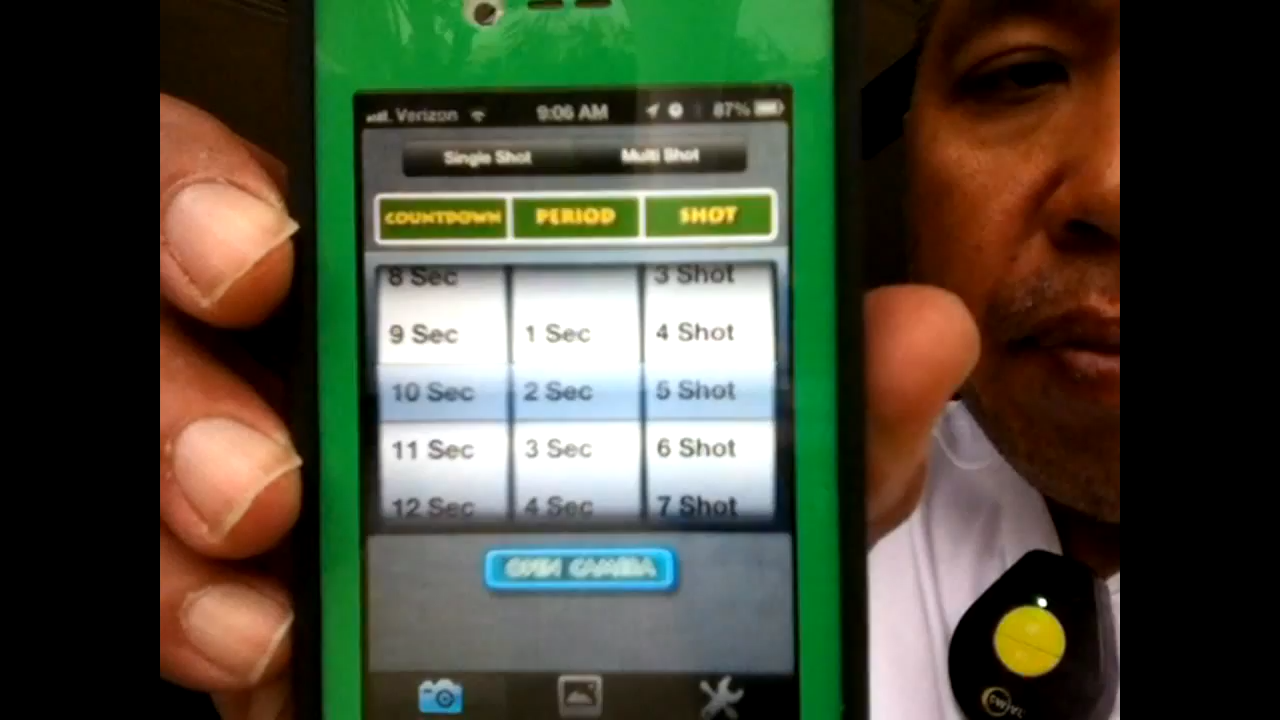 Verizon 9:06 AM 87%
Single Shot Multi Shot
COUNTDOWN PERIOD SHOT
8 Sec 3 Shot
9 Sec 1 Sec 4 Shot
10 Sec 2 Sec 5 Shot
11 Sec 3 Sec 6 Shot
12 Sec 4 Sec 7 Shot
OPEN CAMERA